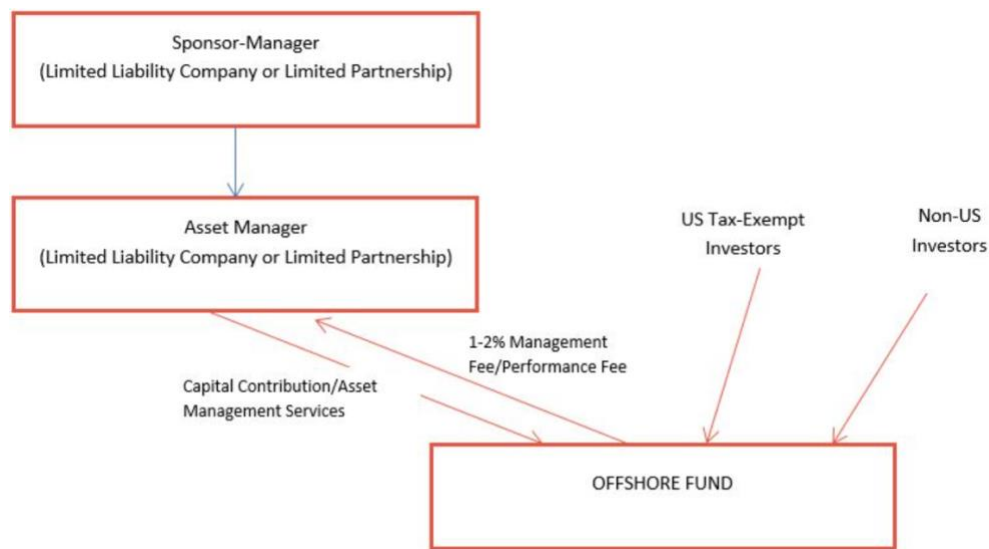 Sponsor-Manager
(Limited Liability Company or Limited Partnership)
Asset Manager
(Limited Liability Company or Limited Partnership)
US Tax-Exempt
Investors
Non-US
Investors
1-2% Management
Fee/Performance Fee
Capital Contribution/Asset
Management Services
OFFSHORE FUND